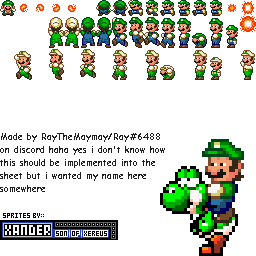 Made by RayTheMaymay/Ray#6488
on discord haha yes i don't know how
this should be implemented into the
sheet but i wanted my name here
somewhere
SPRITES BY:
XANDER SON OF XEREUS